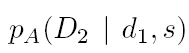 p_A(D_2 | d_1, s)